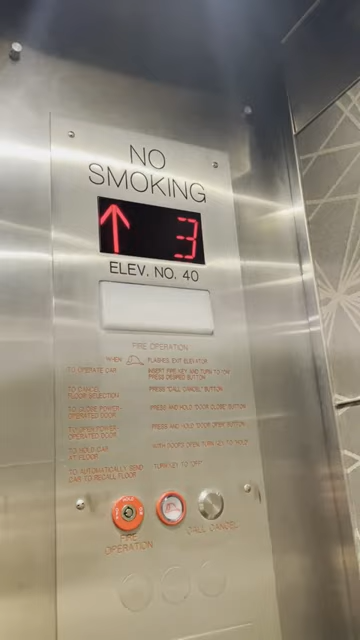 NO
SMOKING
↑ 3
ELEV. NO. 40
FIRE OPERATION
WHEN FLASHES, EXIT ELEVATOR
TO OPERATE CAR INSERT FIRE KEY AND TURN TO "ON"
PRESS DESIRED BUTTON
TO CANCEL PRESS "CALL CANCEL" BUTTON
FLOOR SELECTION
TO CLOSE POWER- PRESS AND HOLD "DOOR CLOSE" BUTTON
OPERATED DOOR
TO OPEN POWER- PRESS AND HOLD "DOOR OPEN" BUTTON
OPERATED DOOR
TO HOLD CAR WITH DOORS OPEN, TURN KEY TO "HOLD"
AT FLOOR
TO AUTOMATICALLY SEND TURN KEY TO "OFF"
CAR TO RECALL FLOOR
FIRE CALL CANCEL
OPERATION